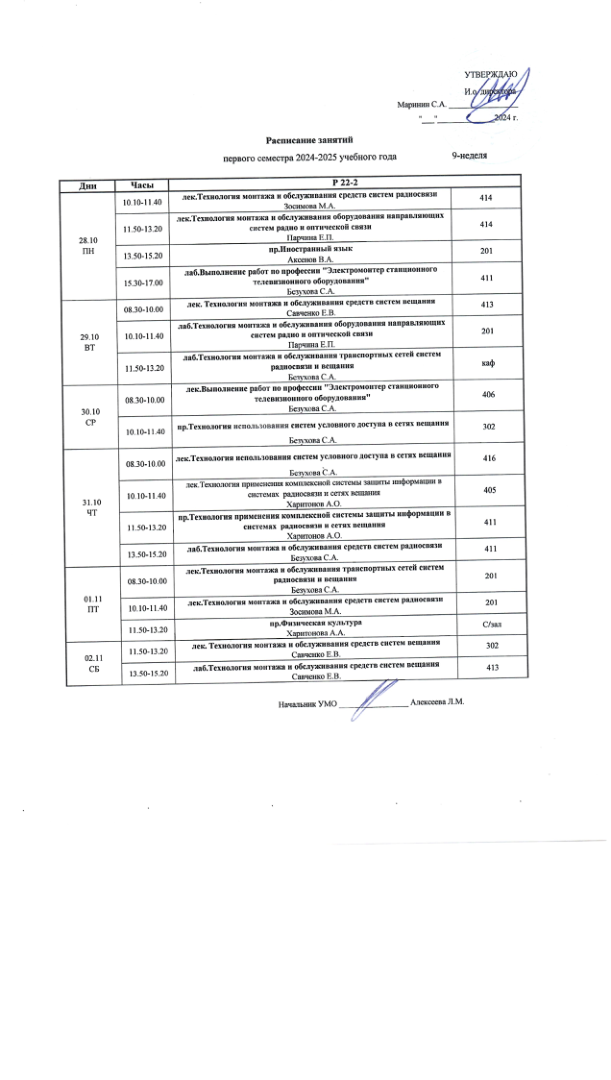 УТВЕРЖДАЮ
И.о. директора
Маринин С.А. ________________
"___"______________2024 г.
Расписание занятий
первого семестра 2024-2025 учебного года 9-неделя
Дни Часы Р 22-2
28.10
ПН
10.10-11.40 лек.Технология монтажа и обслуживания средств систем радиосвязи 414
Зосимова М.А.
11.50-13.20 лек.Технология монтажа и обслуживания оборудования направляющих 414
систем радио и оптической связи
Парчина Е.П.
13.50-15.20 пр.Иностранный язык 201
Аксенов В.А.
15.30-17.00 лаб.Выполнение работ по профессии "Электромонтер станционного 411
телевизионного оборудования"
Безухова С.А.
29.10
ВТ
08.30-10.00 лек. Технология монтажа и обслуживания средств систем вещания 413
Савченко Е.В.
10.10-11.40 лаб.Технология монтажа и обслуживания оборудования направляющих 201
систем радио и оптической связи
Парчина Е.П.
11.50-13.20 лаб.Технология монтажа и обслуживания транспортных сетей систем каф
радиосвязи и вещания
Безухова С.А.
30.10
СР
08.30-10.00 лек.Выполнение работ по профессии "Электромонтер станционного 406
телевизионного оборудования"
Безухова С.А.
10.10-11.40 пр.Технология использования систем условного доступа в сетях вещания 302
Безухова С.А.
31.10
ЧТ
08.30-10.00 лек.Технология использования систем условного доступа в сетях вещания 416
Безухова С.А.
10.10-11.40 лек.Технология применения комплексной системы защиты информации в 405
системах радиосвязи и сетях вещания
Харитонов А.О.
11.50-13.20 пр.Технология применения комплексной системы защиты информации в 411
системах радиосвязи и сетях вещания
Харитонов А.О.
13.50-15.20 лаб.Технология монтажа и обслуживания средств систем радиосвязи 411
Безухова С.А.
01.11
ПТ
08.30-10.00 лек.Технология монтажа и обслуживания транспортных сетей систем 201
радиосвязи и вещания
Безухова С.А.
10.10-11.40 лек.Технология монтажа и обслуживания средств систем радиосвязи 201
Зосимова М.А.
11.50-13.20 пр.Физическая культура С/зал
Харитонова А.А.
02.11
СБ
11.50-13.20 лек. Технология монтажа и обслуживания средств систем вещания 302
Савченко Е.В.
13.50-15.20 лаб.Технология монтажа и обслуживания средств систем вещания 413
Савченко Е.В.
Начальник УМО ________________ Алексеева Л.М.